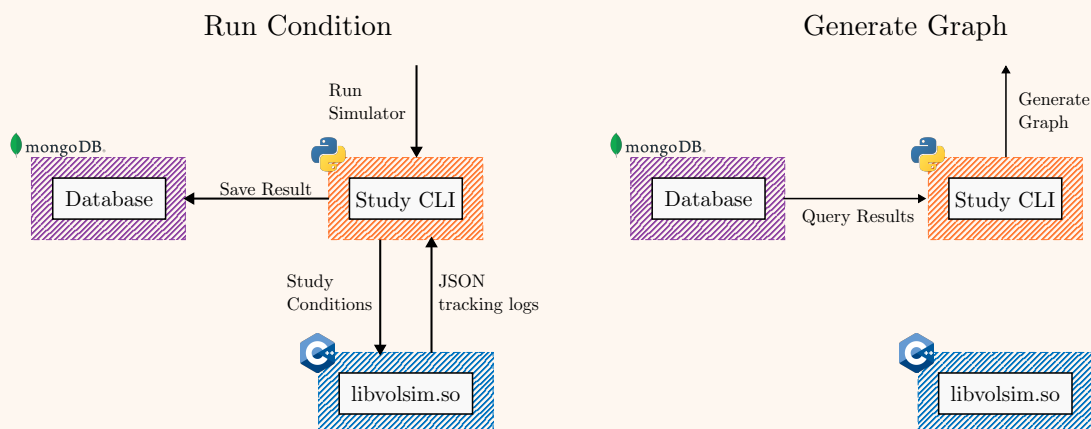 Run Condition
Run
Simulator
mongoDB.
Database
Save Result
Study CLI
Study
Conditions
JSON
tracking logs
C++
libvolsim.so
Generate Graph
Generate
Graph
mongoDB.
Database
Query Results
Study CLI
C++
libvolsim.so